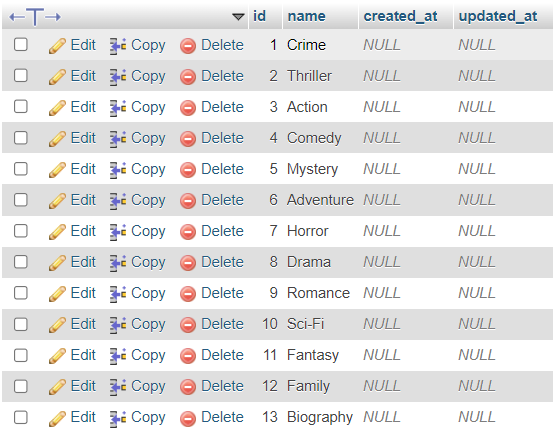 id name created_at updated_at
Edit Copy Delete 1 Crime NULL NULL
Edit Copy Delete 2 Thriller NULL NULL
Edit Copy Delete 3 Action NULL NULL
Edit Copy Delete 4 Comedy NULL NULL
Edit Copy Delete 5 Mystery NULL NULL
Edit Copy Delete 6 Adventure NULL NULL
Edit Copy Delete 7 Horror NULL NULL
Edit Copy Delete 8 Drama NULL NULL
Edit Copy Delete 9 Romance NULL NULL
Edit Copy Delete 10 Sci-Fi NULL NULL
Edit Copy Delete 11 Fantasy NULL NULL
Edit Copy Delete 12 Family NULL NULL
Edit Copy Delete 13 Biography NULL NULL